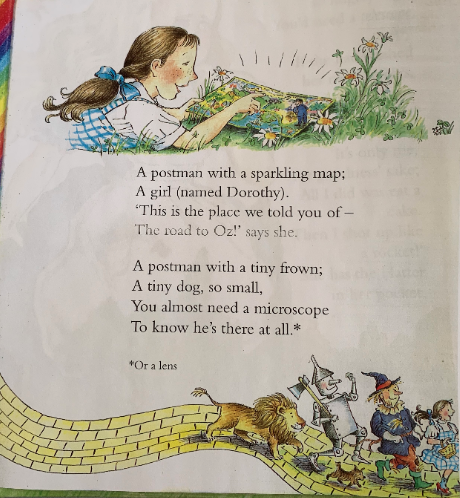 A postman with a sparkling map;
A girl (named Dorothy).
‘This is the place we told you of –
The road to Oz!’ says she.
A postman with a tiny frown;
A tiny dog, so small,
You almost need a microscope
To know he’s there at all.*
*Or a lens